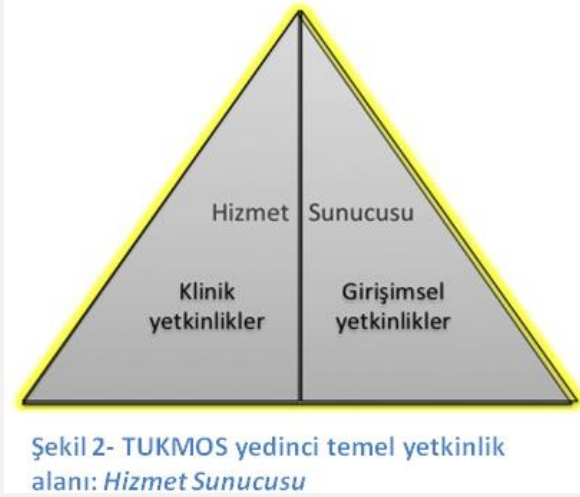 Hizmet Sunucusu
Klinik yetkinlikler
Girişimsel yetkinlikler
Şekil 2- TUKMOS yedinci temel yetkinlik
alanı: Hizmet Sunucusu